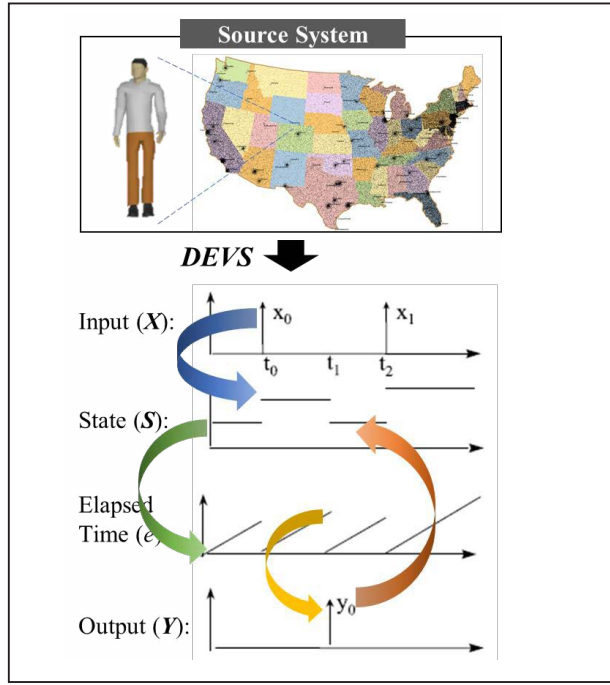 Source System
DEVS
Input (X):
x0
x1
t0
t1
t2
State (S):
Elapsed
Time (e)
y0
Output (Y):